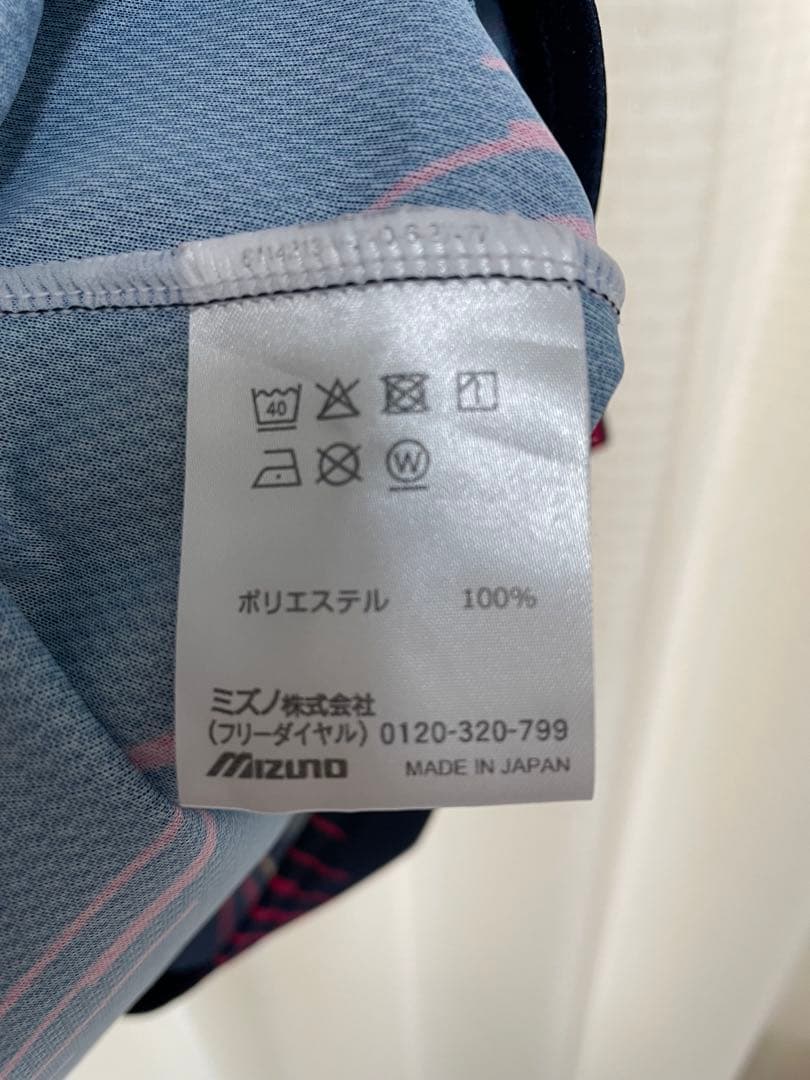 40
W
ポリエステル 100%
ミズノ株式会社
(フリーダイヤル) 0120-320-799
MIZUNO MADE IN JAPAN